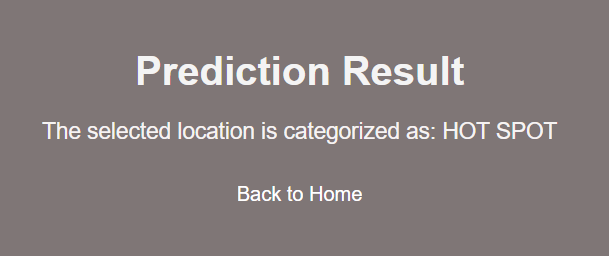 Prediction Result
The selected location is categorized as: HOT SPOT
Back to Home